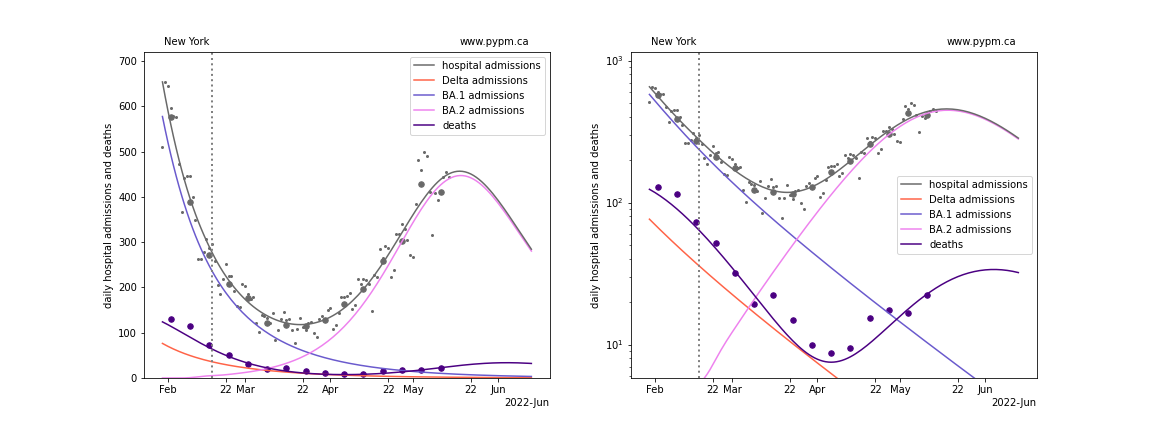 New York
www.pypm.ca
700
600
500
400
300
200
100
0
daily hospital admissions and deaths
hospital admissions
Delta admissions
BA.1 admissions
BA.2 admissions
deaths
Feb
22
Mar
22
Apr
22
May
22
Jun
2022-Jun
New York
www.pypm.ca
10³
10²
10¹
daily hospital admissions and deaths
hospital admissions
Delta admissions
BA.1 admissions
BA.2 admissions
deaths
Feb
22
Mar
22
Apr
22
May
22
Jun
2022-Jun